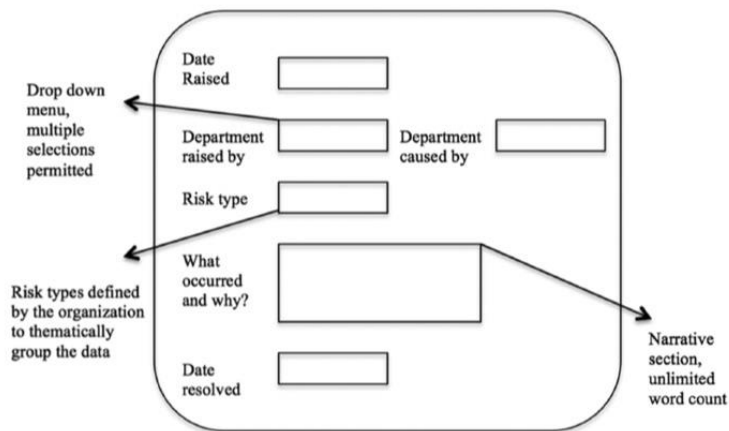 Date
Raised
Drop down
menu,
multiple
selections
permitted
Department
raised by
Department
caused by
Risk type
What
occurred
and why?
Risk types defined
by the organization
to thematically
group the data
Narrative
section,
unlimited
word count
Date
resolved